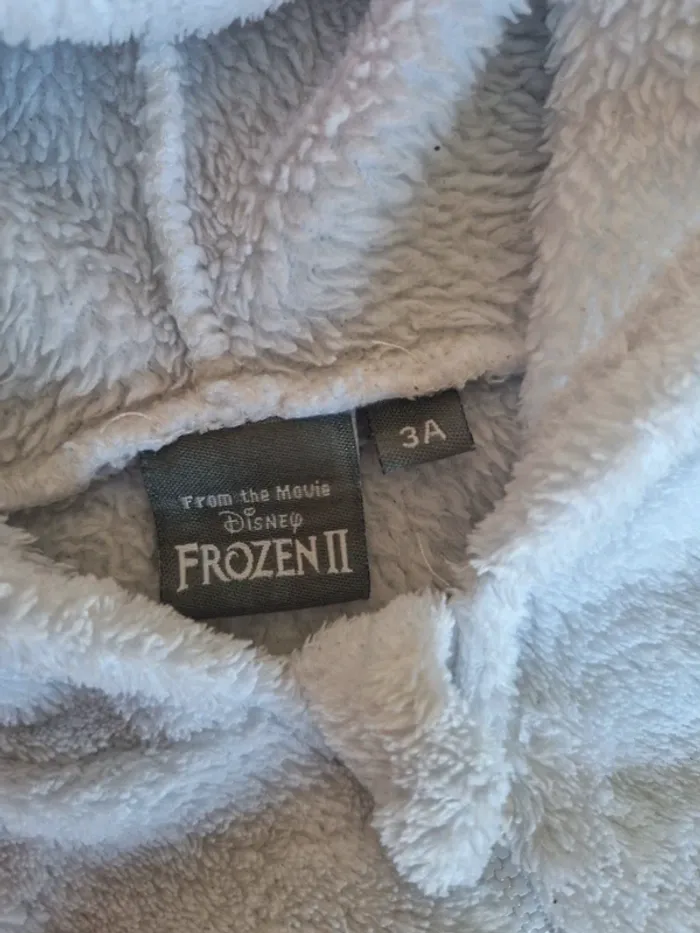 From the Movie
Disney
FROZEN II
3A